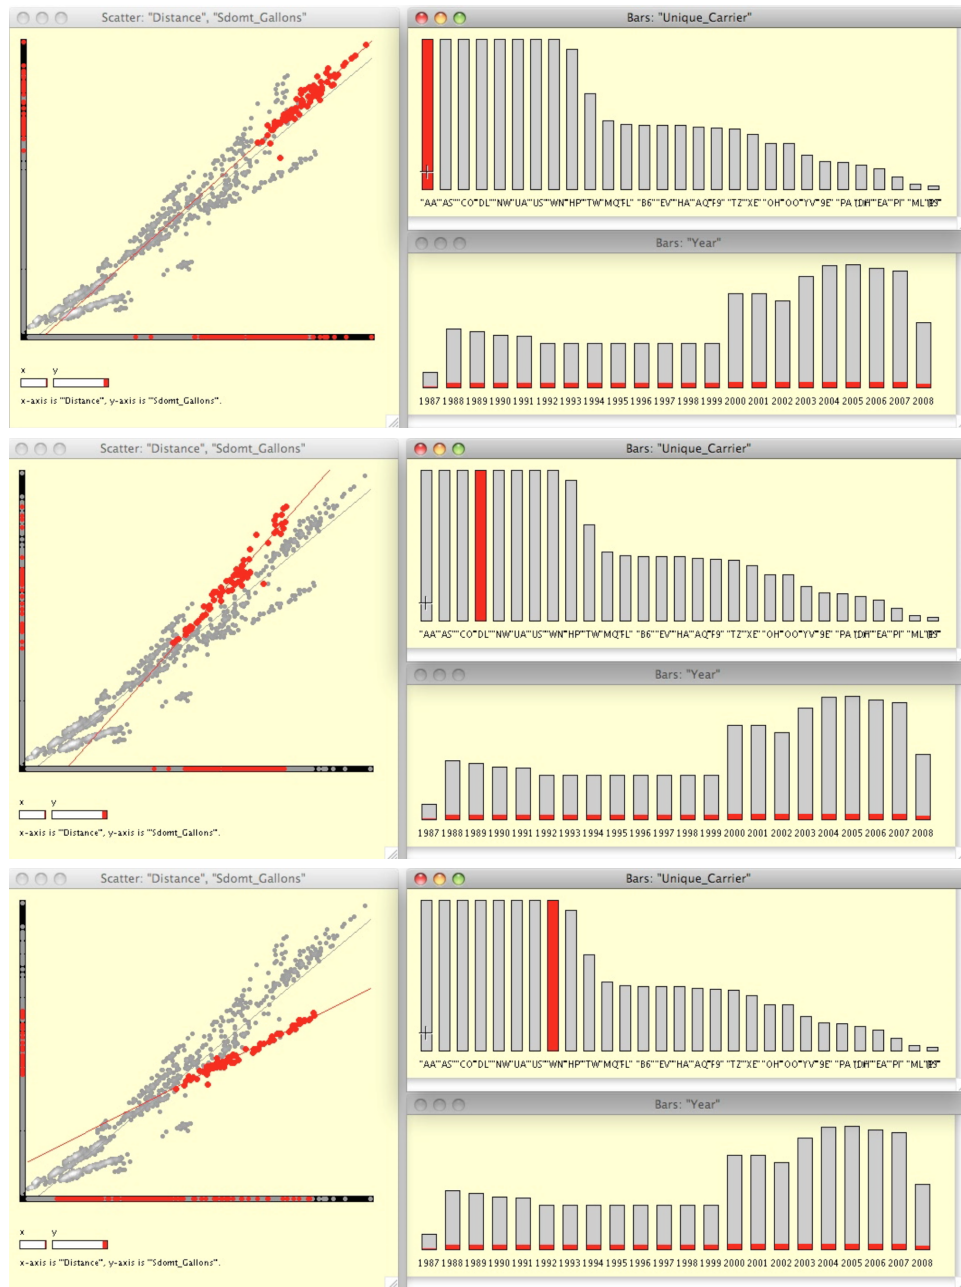 Scatter: "Distance", "Sdomt_Gallons"
x y
x-axis is "Distance", y-axis is "Sdomt_Gallons".
Bars: "Unique_Carrier"
"AA" "AS" "CO" "DL" "NW" "UA" "US" "WN" "HP" "TW" "MQ" "FL" "B6" "EV" "HA" "AQ" "F9" "TZ" "XE" "OH" "OO" "YV" "9E" "PA "EA" "PI" "ML"
Bars: "Year"
1987 1988 1989 1990 1991 1992 1993 1994 1995 1996 1997 1998 1999 2000 2001 2002 2003 2004 2005 2006 2007 2008
Scatter: "Distance", "Sdomt_Gallons"
x y
x-axis is "Distance", y-axis is "Sdomt_Gallons".
Bars: "Unique_Carrier"
"AA" "AS" "CO" "DL" "NW" "UA" "US" "WN" "HP" "TW" "MQ" "FL" "B6" "EV" "HA" "AQ" "F9" "TZ" "XE" "OH" "OO" "YV" "9E" "PA "EA" "PI" "ML"
Bars: "Year"
1987 1988 1989 1990 1991 1992 1993 1994 1995 1996 1997 1998 1999 2000 2001 2002 2003 2004 2005 2006 2007 2008
Scatter: "Distance", "Sdomt_Gallons"
x y
x-axis is "Distance", y-axis is "Sdomt_Gallons".
Bars: "Unique_Carrier"
"AA" "AS" "CO" "DL" "NW" "UA" "US" "WN" "HP" "TW" "MQ" "FL" "B6" "EV" "HA" "AQ" "F9" "TZ" "XE" "OH" "OO" "YV" "9E" "PA "EA" "PI" "ML"
Bars: "Year"
1987 1988 1989 1990 1991 1992 1993 1994 1995 1996 1997 1998 1999 2000 2001 2002 2003 2004 2005 2006 2007 2008